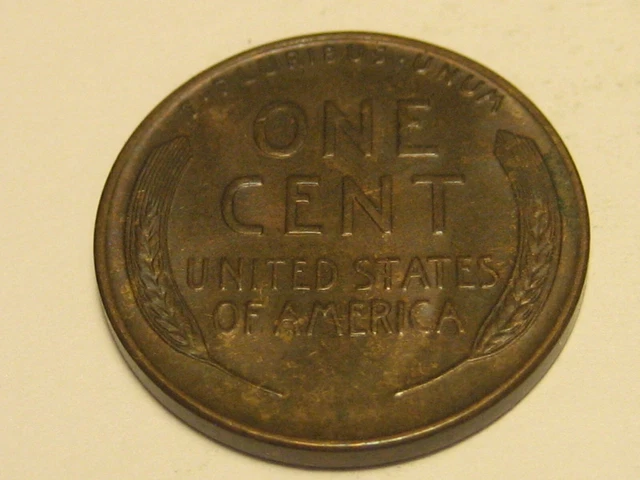 E·PLURIBUS·UNUM
ONE
CENT
UNITED STATES
OF AMERICA